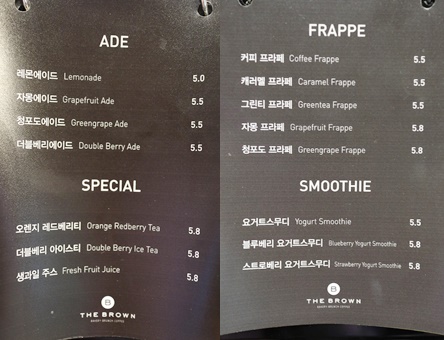 ADE
레몬에이드 Lemonade 5.0
자몽에이드 Grapefruit Ade 5.5
청포도에이드 Greengrape Ade 5.5
더블베리에이드 Double Berry Ade 5.5
SPECIAL
오렌지 레드베리티 Orange Redberry Tea 5.8
더블베리 아이스티 Double Berry Ice Tea 5.8
생과일 주스 Fresh Fruit Juice 5.8
B
THE BROWN
FRAPPE
커피 프라페 Coffee Frappe 5.5
캐러멜 프라페 Caramel Frappe 5.5
그린티 프라페 Greentea Frappe 5.5
자몽 프라페 Grapefruit Frappe 5.8
청포도 프라페 Greengrape Frappe 5.8
SMOOTHIE
요거트스무디 Yogurt Smoothie 5.5
블루베리 요거트스무디 Blueberry Yogurt Smoothie 5.8
스트로베리 요거트스무디 Strawberry Yogurt Smoothie 5.8
B
THE BROWN